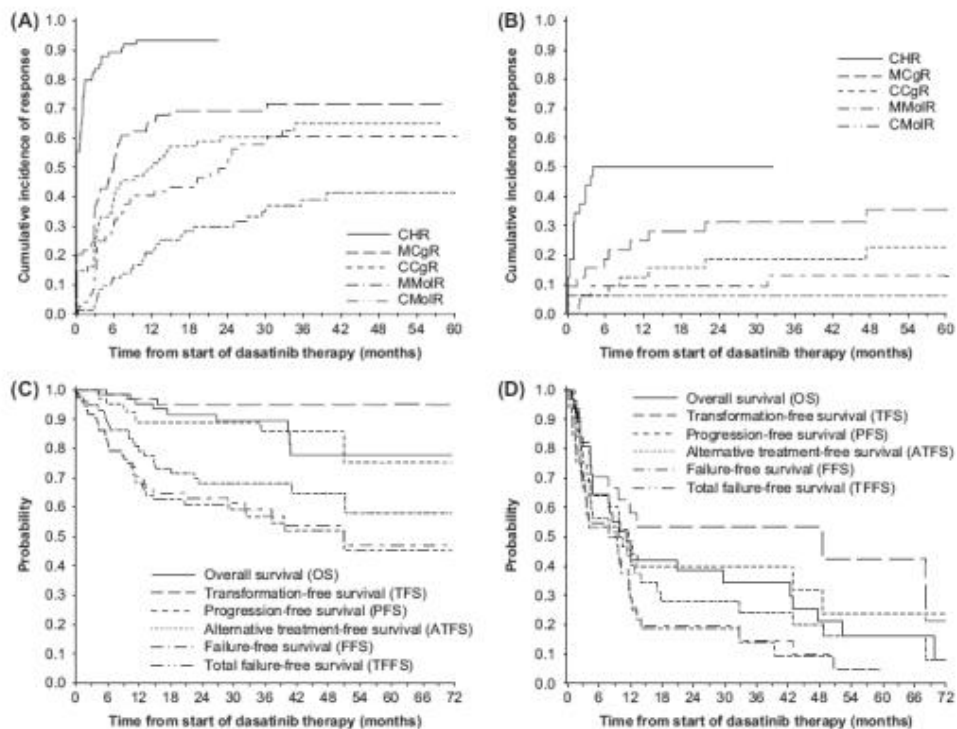 (A)
1.0
0.9
0.8
0.7
0.6
0.5
0.4
0.3
0.2
0.1
0.0
Cumulative incidence of response
CHR
MCgR
CCgR
MMolR
CMolR
0 6 12 18 24 30 36 42 48 54 60
Time from start of dasatinib therapy (months)
(B)
1.0
0.9
0.8
0.7
0.6
0.5
0.4
0.3
0.2
0.1
0.0
Cumulative incidence of response
CHR
MCgR
CCgR
MMolR
CMolR
0 6 12 18 24 30 36 42 48 54 60
Time from start of dasatinib therapy (months)
(C)
1.0
0.9
0.8
0.7
0.6
0.5
0.4
0.3
0.2
0.1
0.0
Probability
Overall survival (OS)
Transformation-free survival (TFS)
Progression-free survival (PFS)
Alternative treatment-free survival (ATFS)
Failure-free survival (FFS)
Total failure-free survival (TFFS)
0 6 12 18 24 30 36 42 48 54 60 66 72
Time from start of dasatinib therapy (months)
(D)
1.0
0.9
0.8
0.7
0.6
0.5
0.4
0.3
0.2
0.1
0.0
Probability
Overall survival (OS)
Transformation-free survival (TFS)
Progression-free survival (PFS)
Alternative treatment-free survival (ATFS)
Failure-free survival (FFS)
Total failure-free survival (TFFS)
0 6 12 18 24 30 36 42 48 54 60 66 72
Time from start of dasatinib therapy (months)